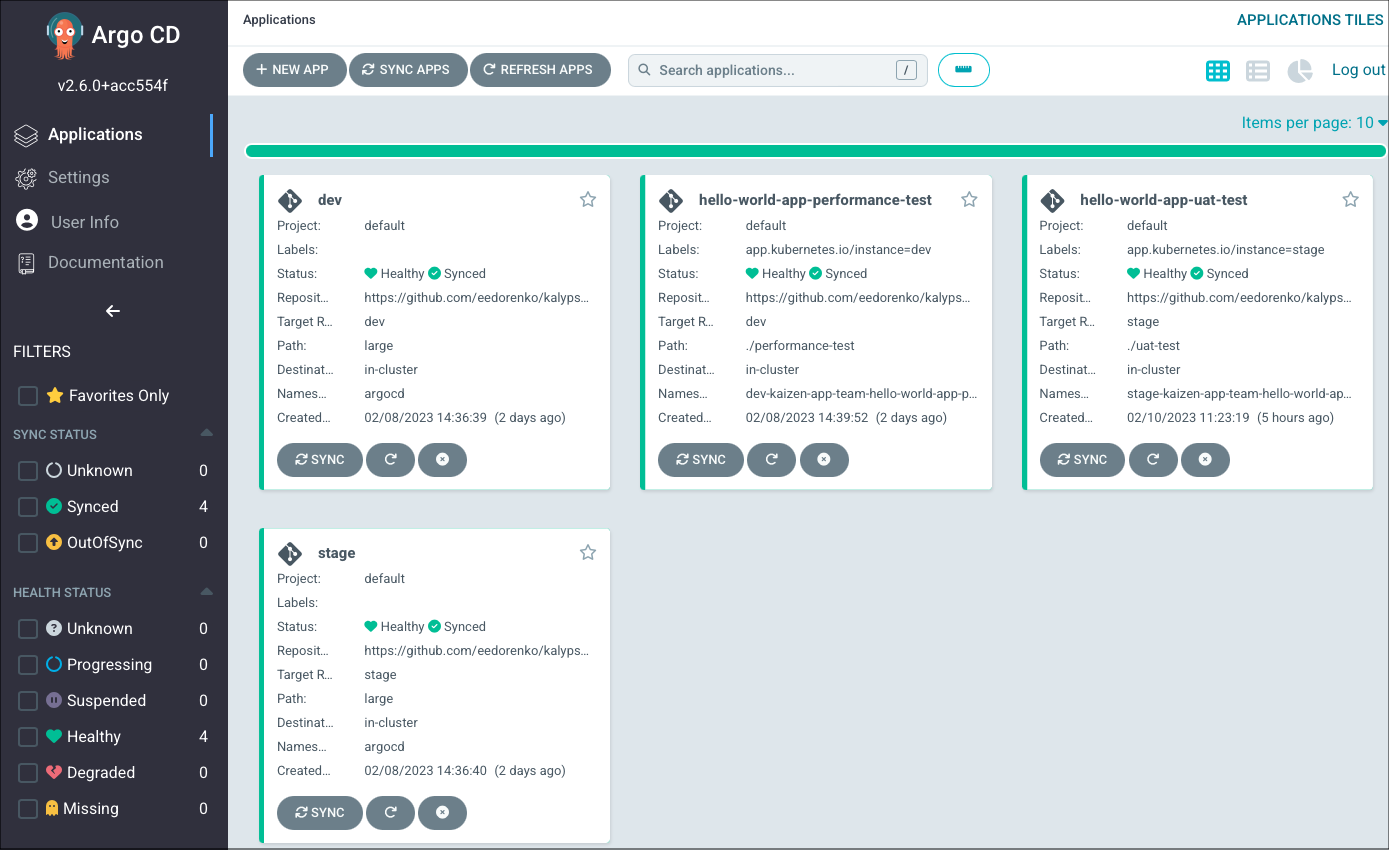 Argo CD
v2.6.0+acc554f
Applications
Settings
User Info
Documentation
FILTERS
Favorites Only
SYNC STATUS
Unknown 0
Synced 4
OutOfSync 0
HEALTH STATUS
Unknown 0
Progressing 0
Suspended 0
Healthy 4
Degraded 0
Missing 0
Applications
APPLICATIONS TILES
+ NEW APP SYNC APPS REFRESH APPS Search applications... / Log out
Items per page: 10
dev
Project: default
Labels:
Status: Healthy Synced
Reposit... https://github.com/eedorenko/kalyps...
Target R... dev
Path: large
Destinat... in-cluster
Names... argocd
Created... 02/08/2023 14:36:39 (2 days ago)
SYNC
hello-world-app-performance-test
Project: default
Labels: app.kubernetes.io/instance=dev
Status: Healthy Synced
Reposit... https://github.com/eedorenko/kalyps...
Target R... dev
Path: ./performance-test
Destinat... in-cluster
Names... dev-kaizen-app-team-hello-world-app-p...
Created... 02/08/2023 14:39:52 (2 days ago)
SYNC
hello-world-app-uat-test
Project: default
Labels: app.kubernetes.io/instance=stage
Status: Healthy Synced
Reposit... https://github.com/eedorenko/kalyps...
Target R... stage
Path: ./uat-test
Destinat... in-cluster
Names... stage-kaizen-app-team-hello-world-ap...
Created... 02/10/2023 11:23:19 (5 hours ago)
SYNC
stage
Project: default
Labels:
Status: Healthy Synced
Reposit... https://github.com/eedorenko/kalyps...
Target R... stage
Path: large
Destinat... in-cluster
Names... argocd
Created... 02/08/2023 14:36:40 (2 days ago)
SYNC